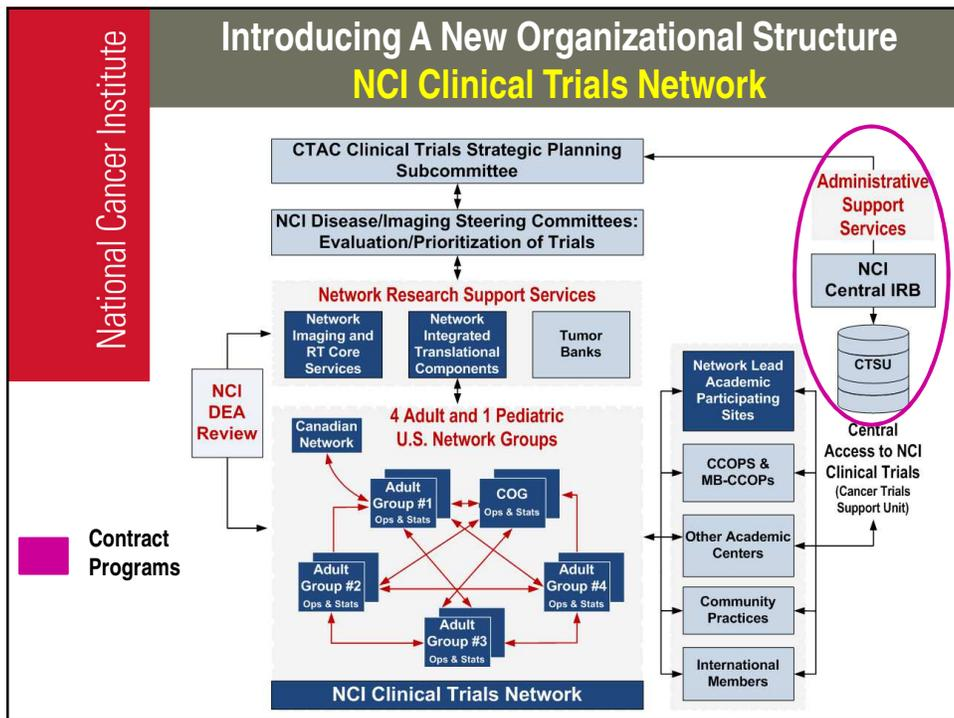 National Cancer Institute
Introducing A New Organizational Structure
NCI Clinical Trials Network
CTAC Clinical Trials Strategic Planning
Subcommittee
NCI Disease/Imaging Steering Committees:
Evaluation/Prioritization of Trials
Network Research Support Services
Network
Imaging and
RT Core
Services
Network
Integrated
Translational
Components
Tumor
Banks
NCI
DEA
Review
4 Adult and 1 Pediatric
U.S. Network Groups
Canadian
Network
Adult
Group #1
Ops & Stats
COG
Ops & Stats
Adult
Group #2
Ops & Stats
Adult
Group #4
Ops & Stats
Adult
Group #3
Ops & Stats
NCI Clinical Trials Network
Network Lead
Academic
Participating
Sites
CCOPS &
MB-CCOPs
Other Academic
Centers
Community
Practices
International
Members
Administrative
Support
Services
NCI
Central IRB
CTSU
Central
Access to NCI
Clinical Trials
(Cancer Trials
Support Unit)
Contract
Programs